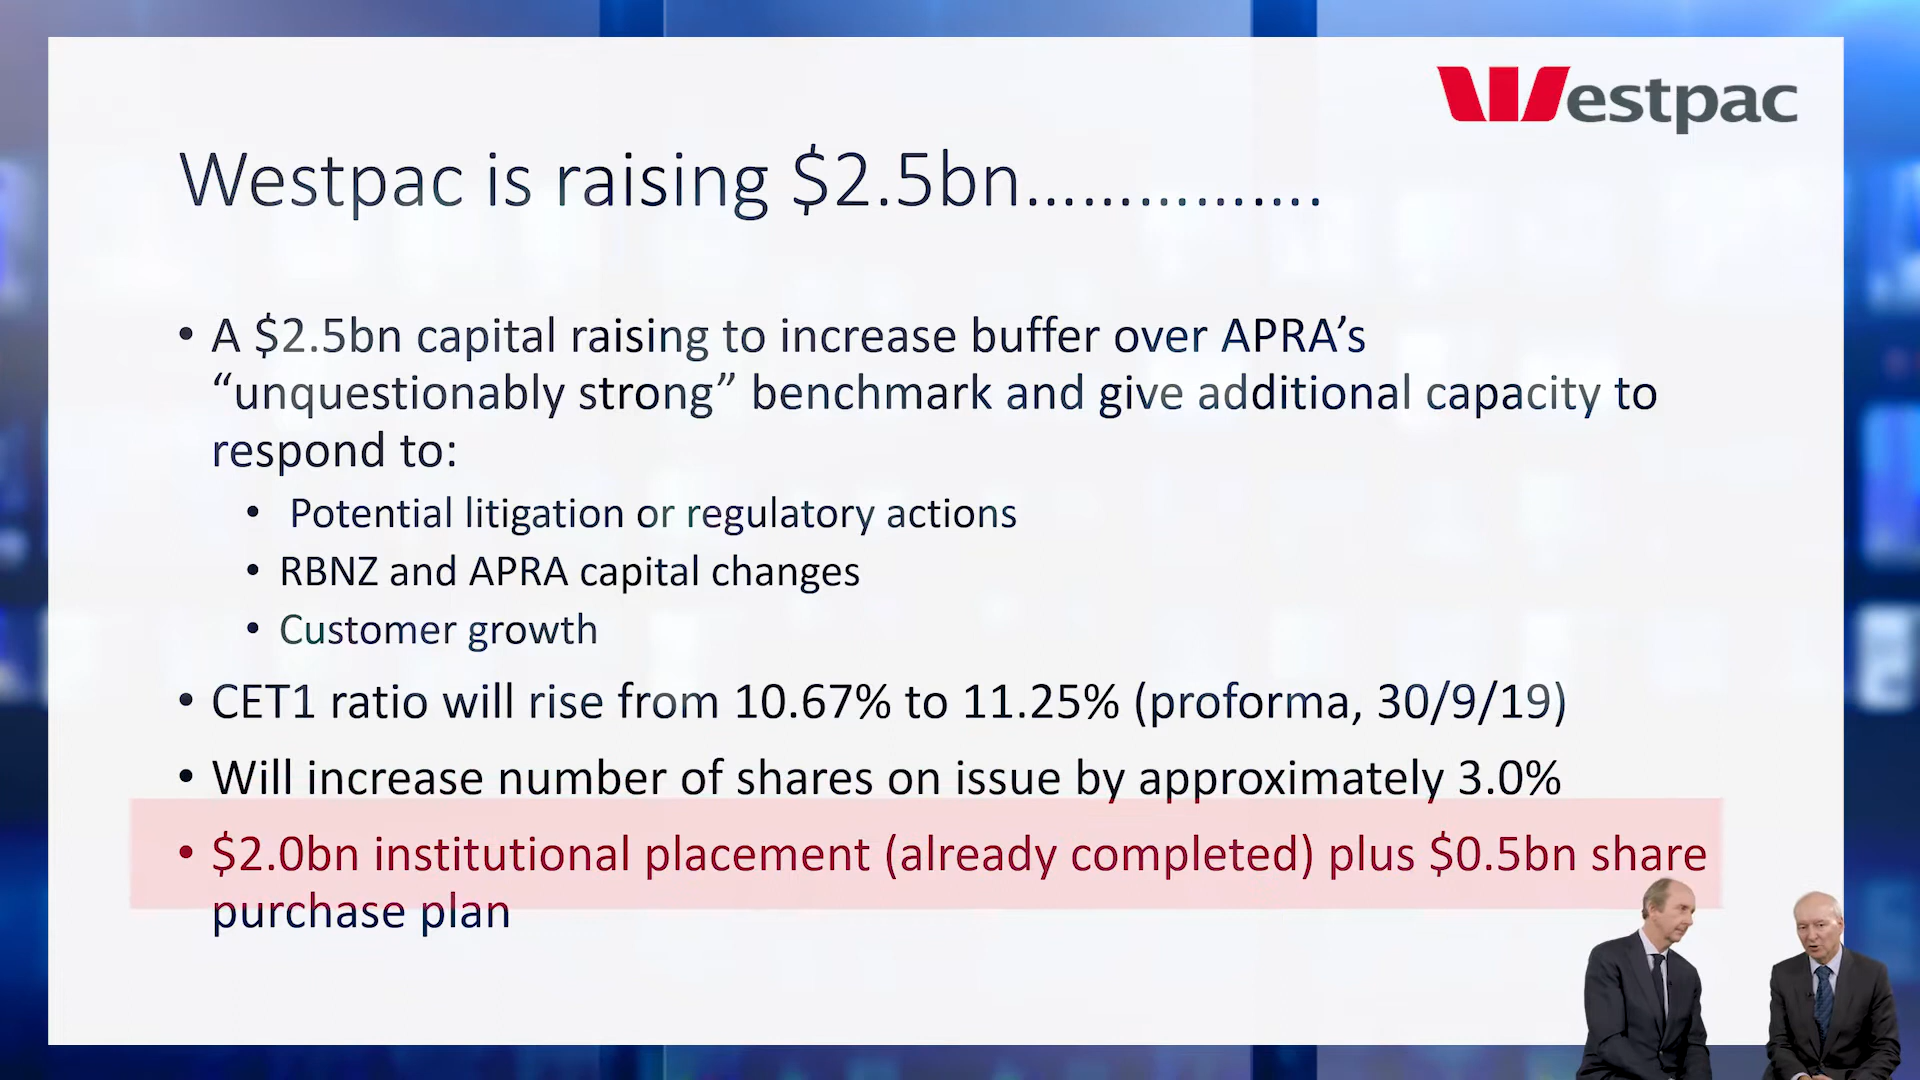 Westpac
Westpac is raising $2.5bn................
• A $2.5bn capital raising to increase buffer over APRA’s
“unquestionably strong” benchmark and give additional capacity to
respond to:
• Potential litigation or regulatory actions
• RBNZ and APRA capital changes
• Customer growth
• CET1 ratio will rise from 10.67% to 11.25% (proforma, 30/9/19)
• Will increase number of shares on issue by approximately 3.0%
• $2.0bn institutional placement (already completed) plus $0.5bn share
purchase plan